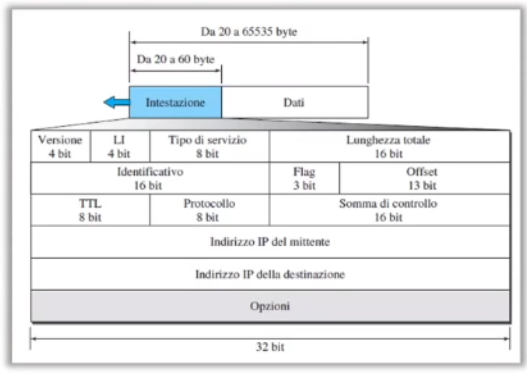 Da 20 a 65535 byte
Da 20 a 60 byte
Intestazione Dati
Versione LI Tipo di servizio Lunghezza totale
4 bit 4 bit 8 bit 16 bit
Identificativo Flag Offset
16 bit 3 bit 13 bit
TTL Protocollo Somma di controllo
8 bit 8 bit 16 bit
Indirizzo IP del mittente
Indirizzo IP della destinazione
Opzioni
32 bit